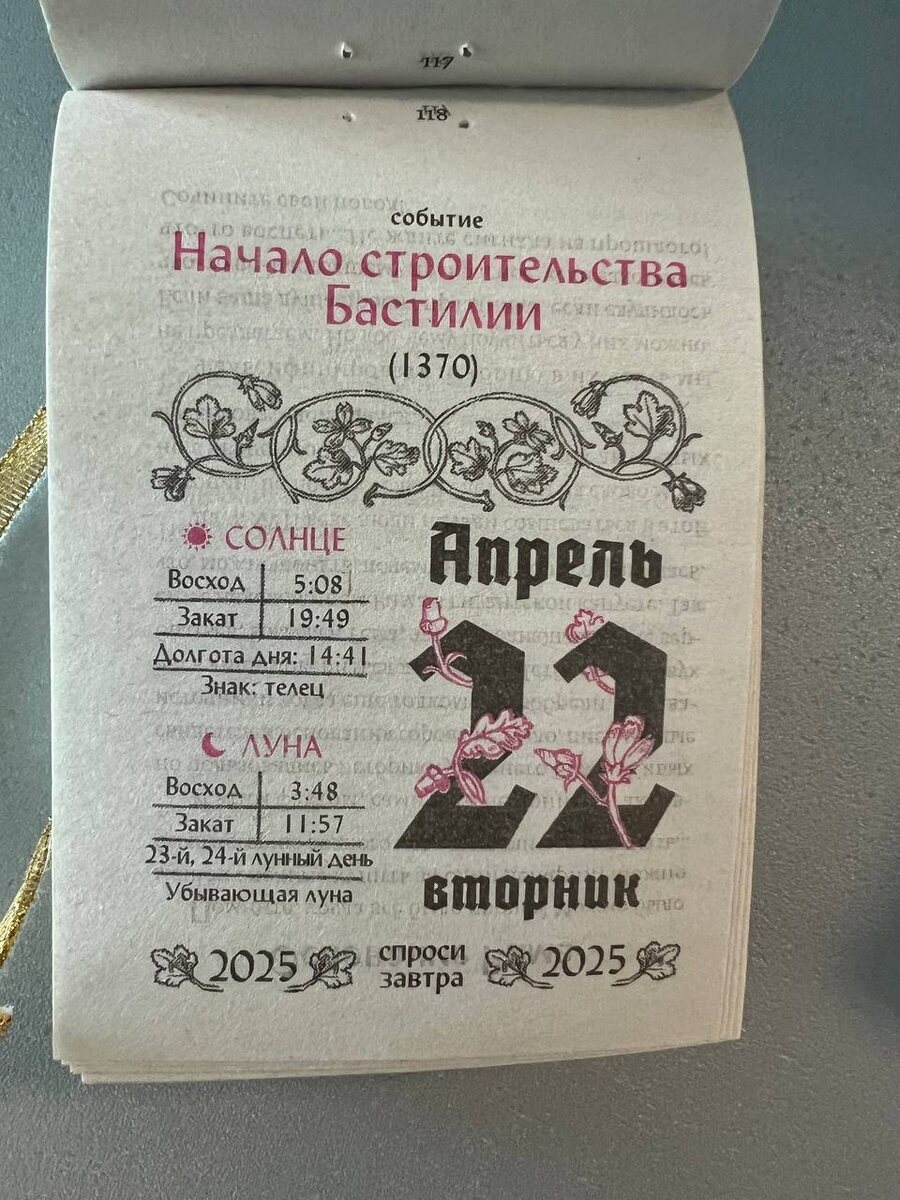 117
118
событие
Начало строительства
Бастилии
(1370)
СОЛНЦЕ
Восход 5:08
Закат 19:49
Долгота дня: 14:41
Знак: телец
ЛУНА
Восход 3:48
Закат 11:57
23-й, 24-й лунный день
Убывающая луна
Апрель
22
вторник
2025 спроси завтра 2025